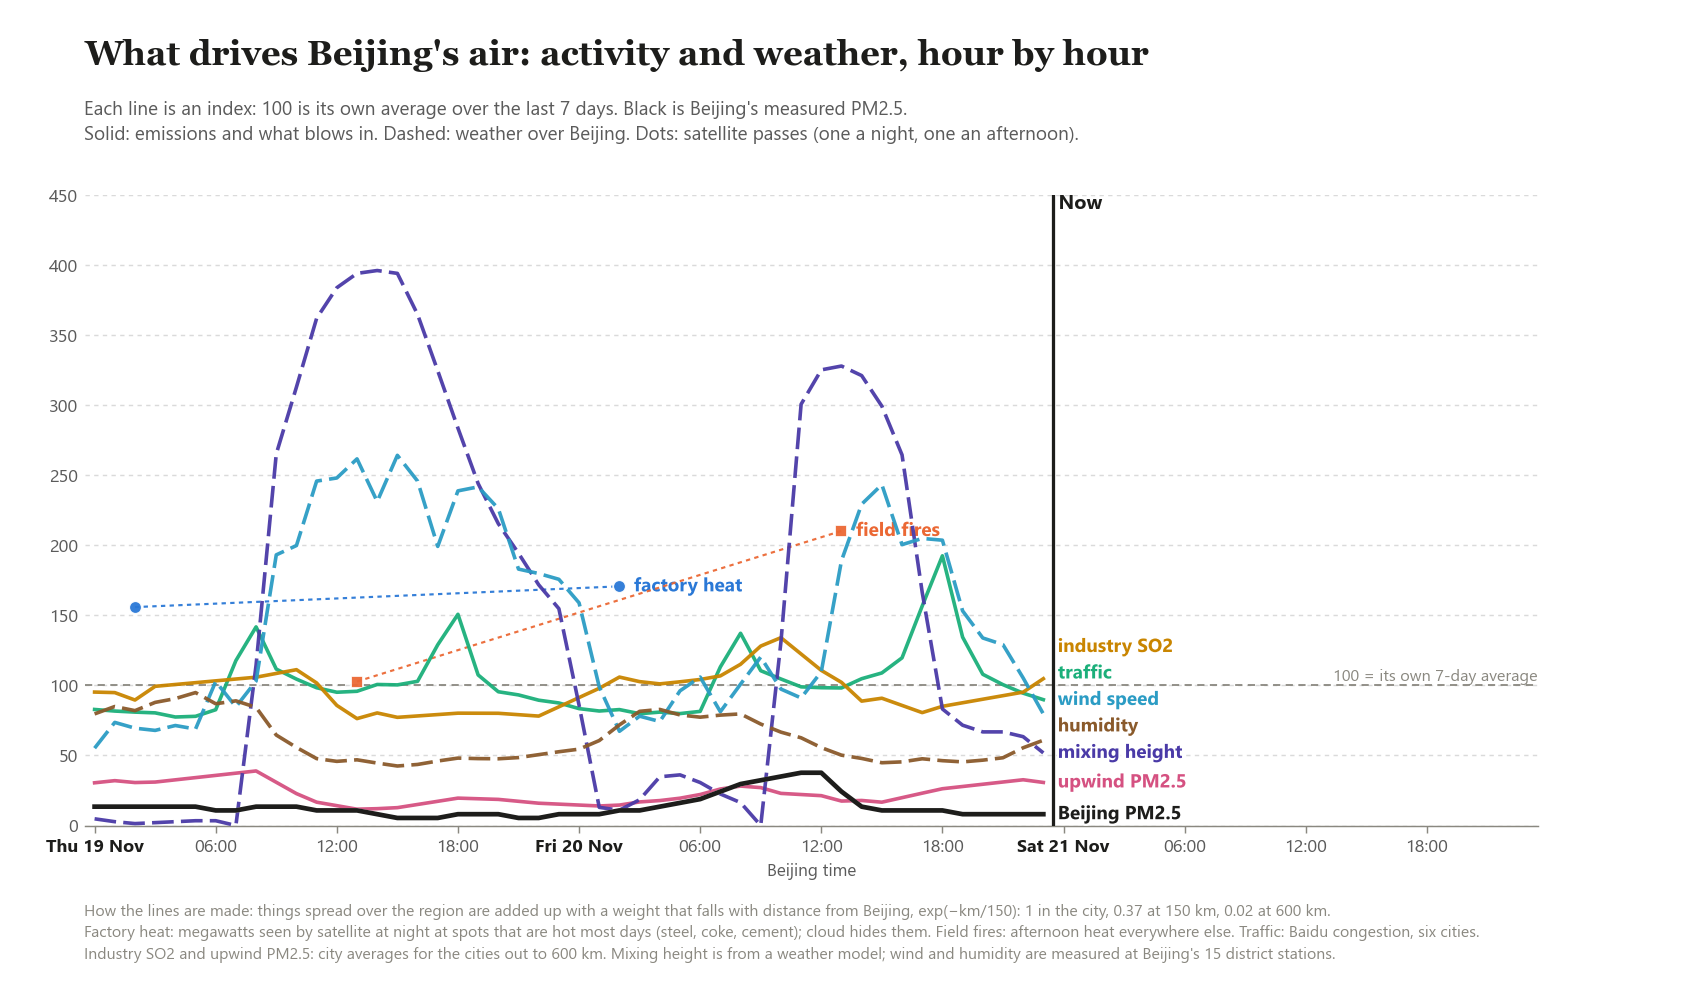 What drives Beijing's air: activity and weather, hour by hour
Each line is an index: 100 is its own average over the last 7 days. Black is Beijing's measured PM2.5.
Solid: emissions and what blows in. Dashed: weather over Beijing. Dots: satellite passes (one a night, one an afternoon).
450
Now
400
350
300
250
200
field fires
factory heat
150
industry SO2
traffic
100
100 = its own 7-day average
wind speed
humidity
mixing height
50
upwind PM2.5
Beijing PM2.5
0
Thu 19 Nov 06:00 12:00 18:00 Fri 20 Nov 06:00 12:00 18:00 Sat 21 Nov 06:00 12:00 18:00
Beijing time
How the lines are made: things spread over the region are added up with a weight that falls with distance from Beijing, exp(−km/150): 1 in the city, 0.37 at 150 km, 0.02 at 600 km.
Factory heat: megawatts seen by satellite at night at spots that are hot most days (steel, coke, cement); cloud hides them. Field fires: afternoon heat everywhere else. Traffic: Baidu congestion, six cities.
Industry SO2 and upwind PM2.5: city averages for the cities out to 600 km. Mixing height is from a weather model; wind and humidity are measured at Beijing's 15 district stations.